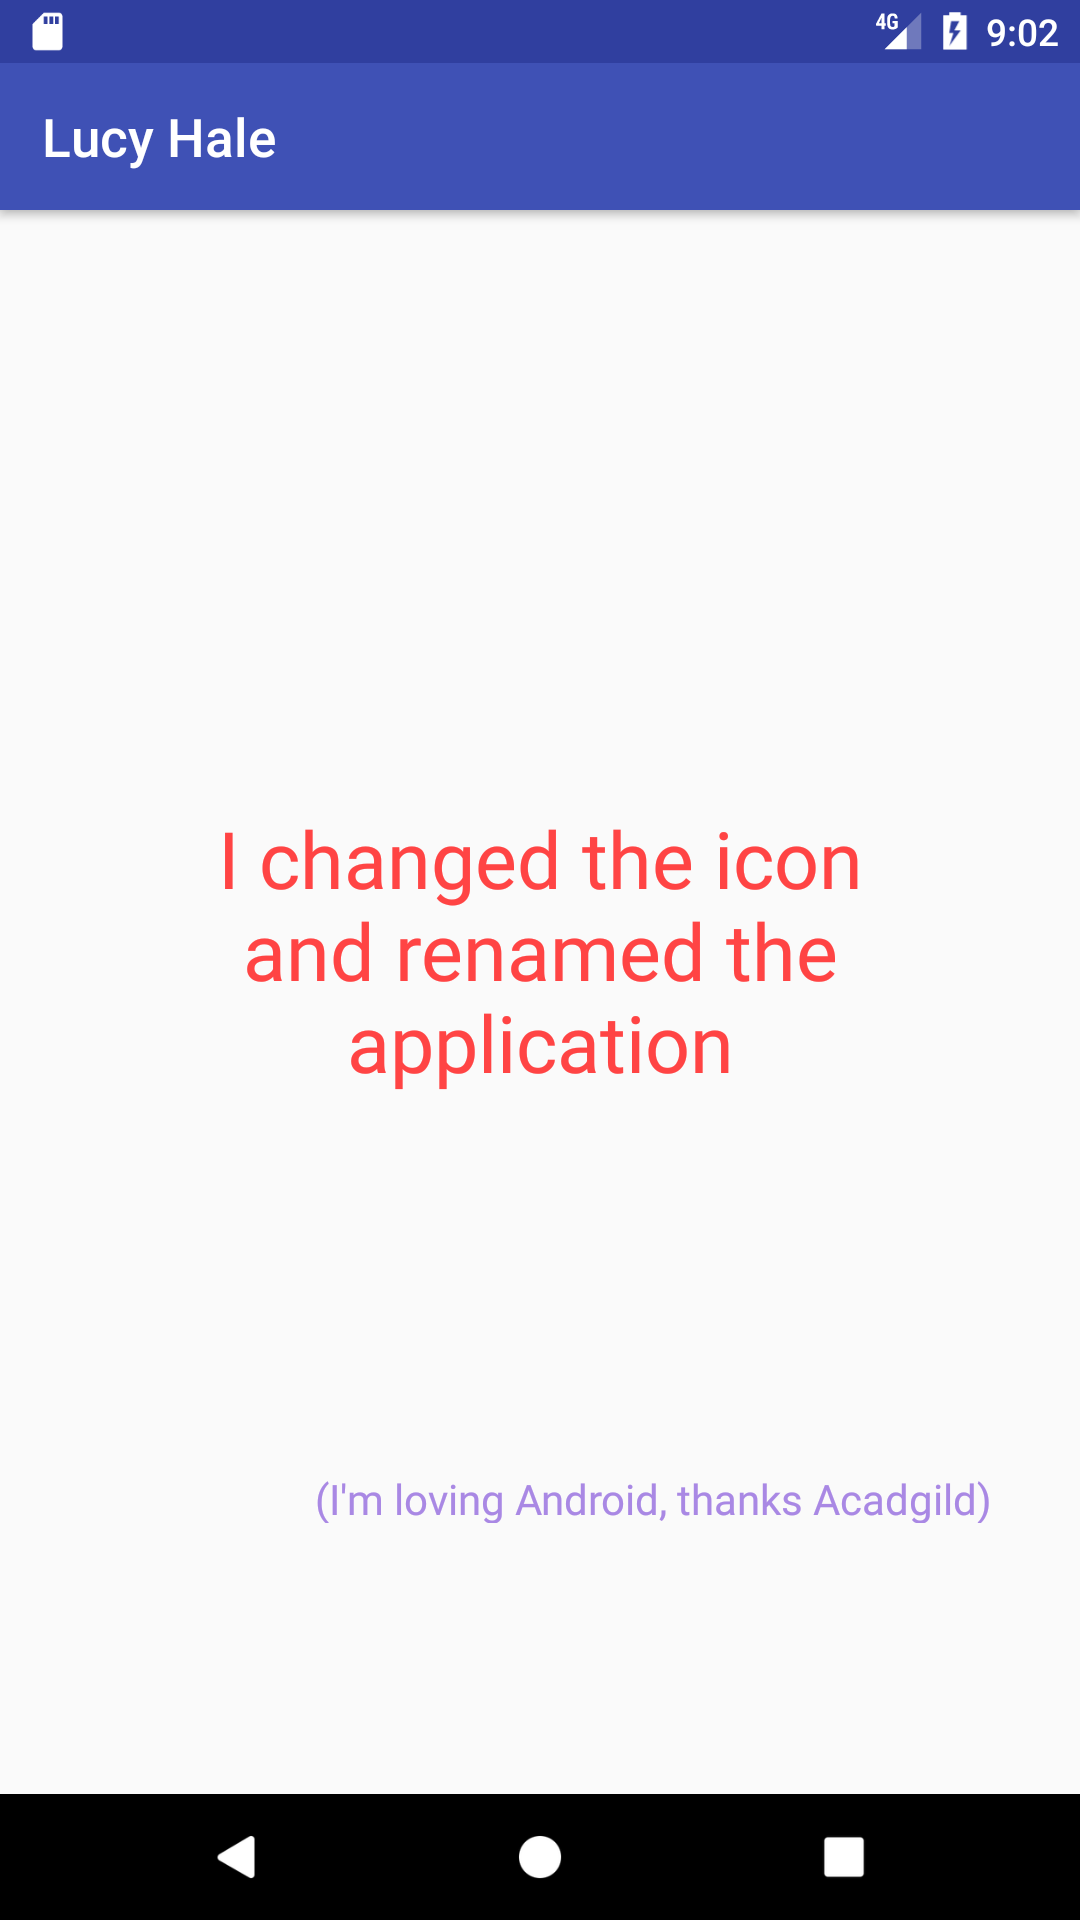 4G 9:02
Lucy Hale
I changed the icon
and renamed the
application
(I'm loving Android, thanks Acadgild)